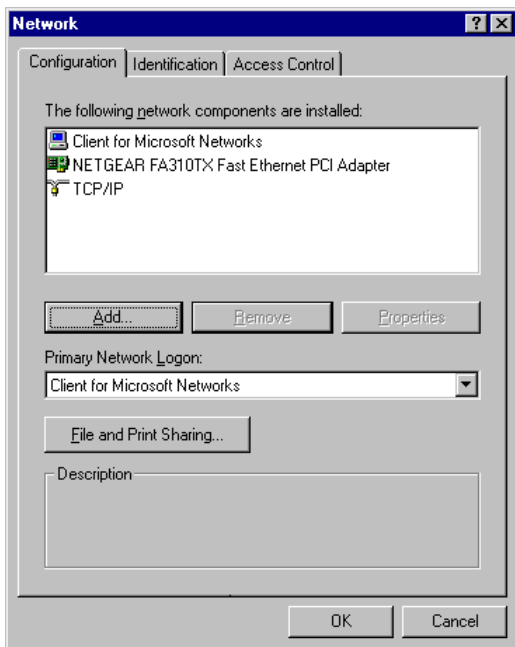 Network
Configuration Identification Access Control
The following network components are installed:
Client for Microsoft Networks
NETGEAR FA310TX Fast Ethernet PCI Adapter
TCP/IP
Add... Remove Properties
Primary Network Logon:
Client for Microsoft Networks
File and Print Sharing...
Description
OK Cancel